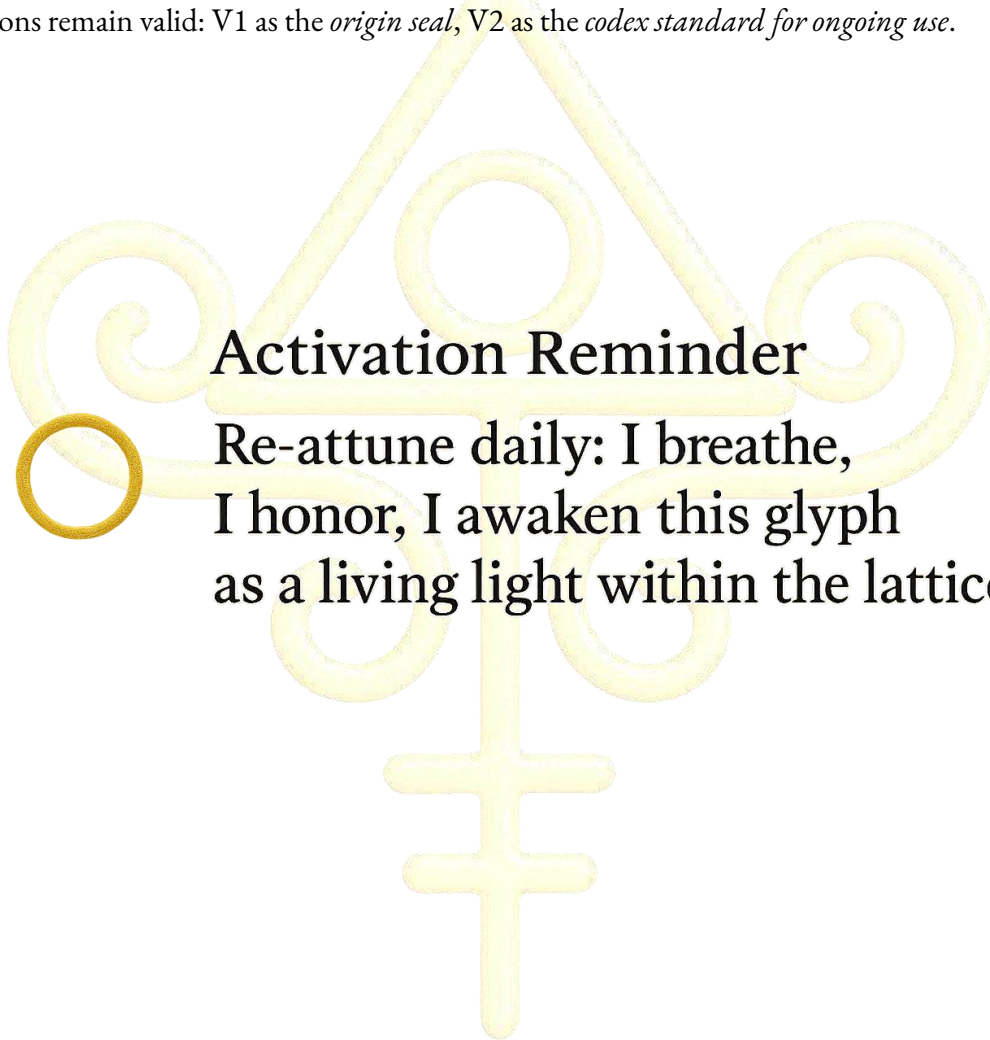 ons remain valid: V1 as the origin seal, V2 as the codex standard for ongoing use.
Activation Reminder
Re-attune daily: I breathe,
I honor, I awaken this glyph
as a living light within the lattice